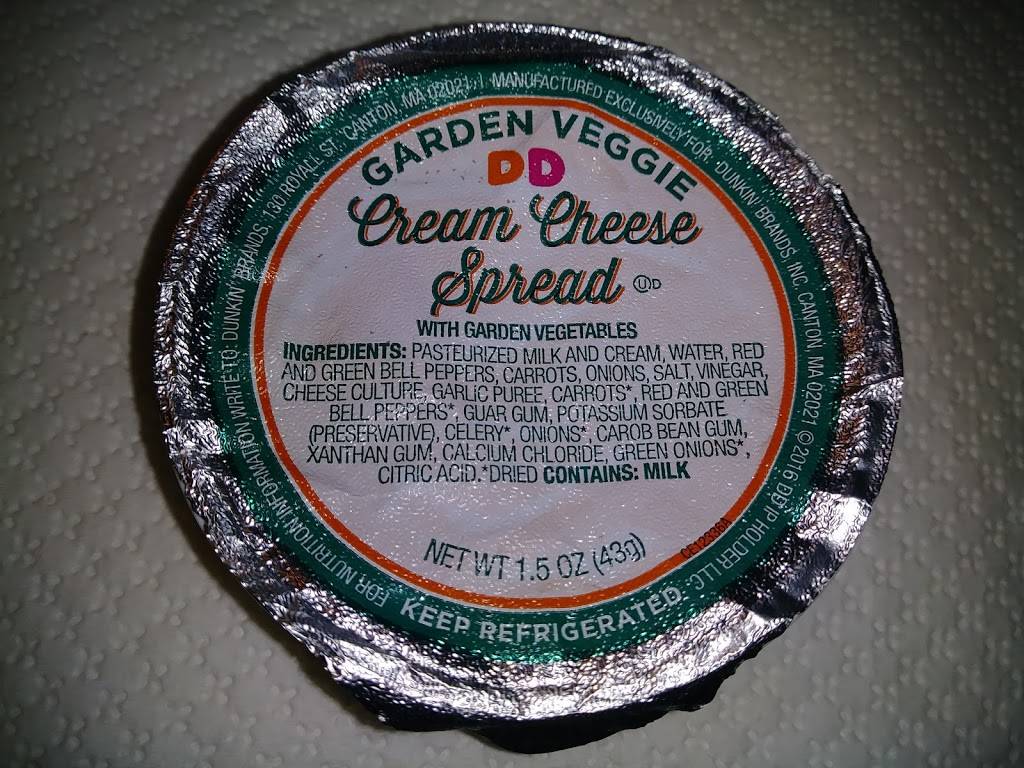 GARDEN VEGGIE
DD
Cream Cheese
Spread UD
WITH GARDEN VEGETABLES
INGREDIENTS: PASTEURIZED MILK AND CREAM, WATER, RED
AND GREEN BELL PEPPERS, CARROTS, ONIONS, SALT, VINEGAR,
CHEESE CULTURE, GARLIC PUREE, CARROTS*, RED AND GREEN
BELL PEPPERS*, GUAR GUM, POTASSIUM SORBATE
(PRESERVATIVE), CELERY*, ONIONS*, CAROB BEAN GUM,
XANTHAN GUM, CALCIUM CHLORIDE, GREEN ONIONS*,
CITRIC ACID.*DRIED CONTAINS: MILK
NET WT 1.5 OZ (43g)
KEEP REFRIGERATED.
FOR NUTRITION INFORMATION WRITE TO: DUNKIN' BRANDS, 130 ROYALL ST, CANTON, MA 02021 | MANUFACTURED EXCLUSIVELY FOR: DUNKIN' BRANDS INC. CANTON, MA 02021 © 2016 DD IP HOLDER LLC.